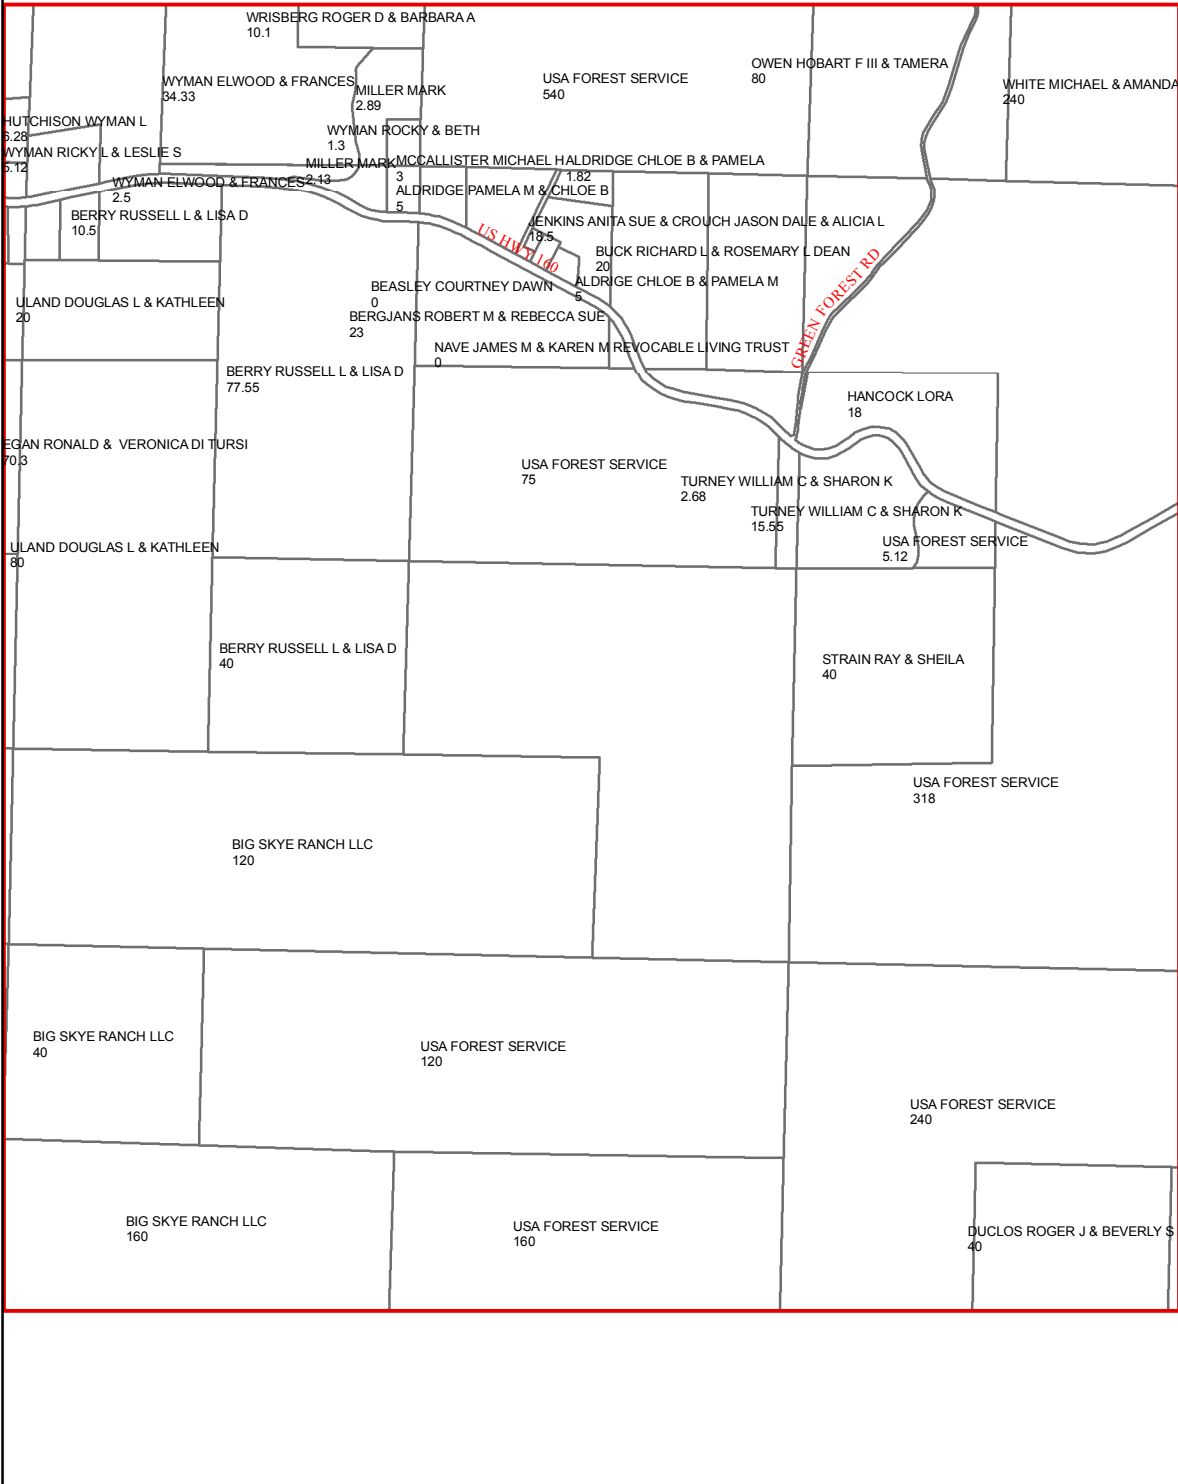 WRISBERG ROGER D & BARBARA A
10.1
OWEN HOBART F III & TAMERA
80
WYMAN ELWOOD & FRANCES
34.33
USA FOREST SERVICE
540
WHITE MICHAEL & AMANDA
240
MILLER MARK
2.89
HUTCHISON WYMAN L
6.28
WYMAN ROCKY & BETH
1.3
WYMAN RICKY L & LESLIE S
5.12
MILLER MARK
2.13
MCCALLISTER MICHAEL H
3
ALDRIDGE CHLOE B & PAMELA
1.82
WYMAN ELWOOD & FRANCES
2.5
ALDRIDGE PAMELA M & CHLOE B
5
BERRY RUSSELL L & LISA D
10.5
JENKINS ANITA SUE & CROUCH JASON DALE & ALICIA L
18.5
US HWY 160
BUCK RICHARD L & ROSEMARY L DEAN
20
GREEN FOREST RD
BEASLEY COURTNEY DAWN
0
ALDRIGE CHLOE B & PAMELA M
5
ULAND DOUGLAS L & KATHLEEN
20
BERGJANS ROBERT M & REBECCA SUE
23
NAVE JAMES M & KAREN M REVOCABLE LIVING TRUST
0
BERRY RUSSELL L & LISA D
77.55
HANCOCK LORA
18
EGAN RONALD & VERONICA DI TURSI
70.3
USA FOREST SERVICE
75
TURNEY WILLIAM C & SHARON K
2.68
TURNEY WILLIAM C & SHARON K
15.55
USA FOREST SERVICE
5.12
ULAND DOUGLAS L & KATHLEEN
80
BERRY RUSSELL L & LISA D
40
STRAIN RAY & SHEILA
40
USA FOREST SERVICE
318
BIG SKYE RANCH LLC
120
BIG SKYE RANCH LLC
40
USA FOREST SERVICE
120
USA FOREST SERVICE
240
BIG SKYE RANCH LLC
160
USA FOREST SERVICE
160
DUCLOS ROGER J & BEVERLY S
40